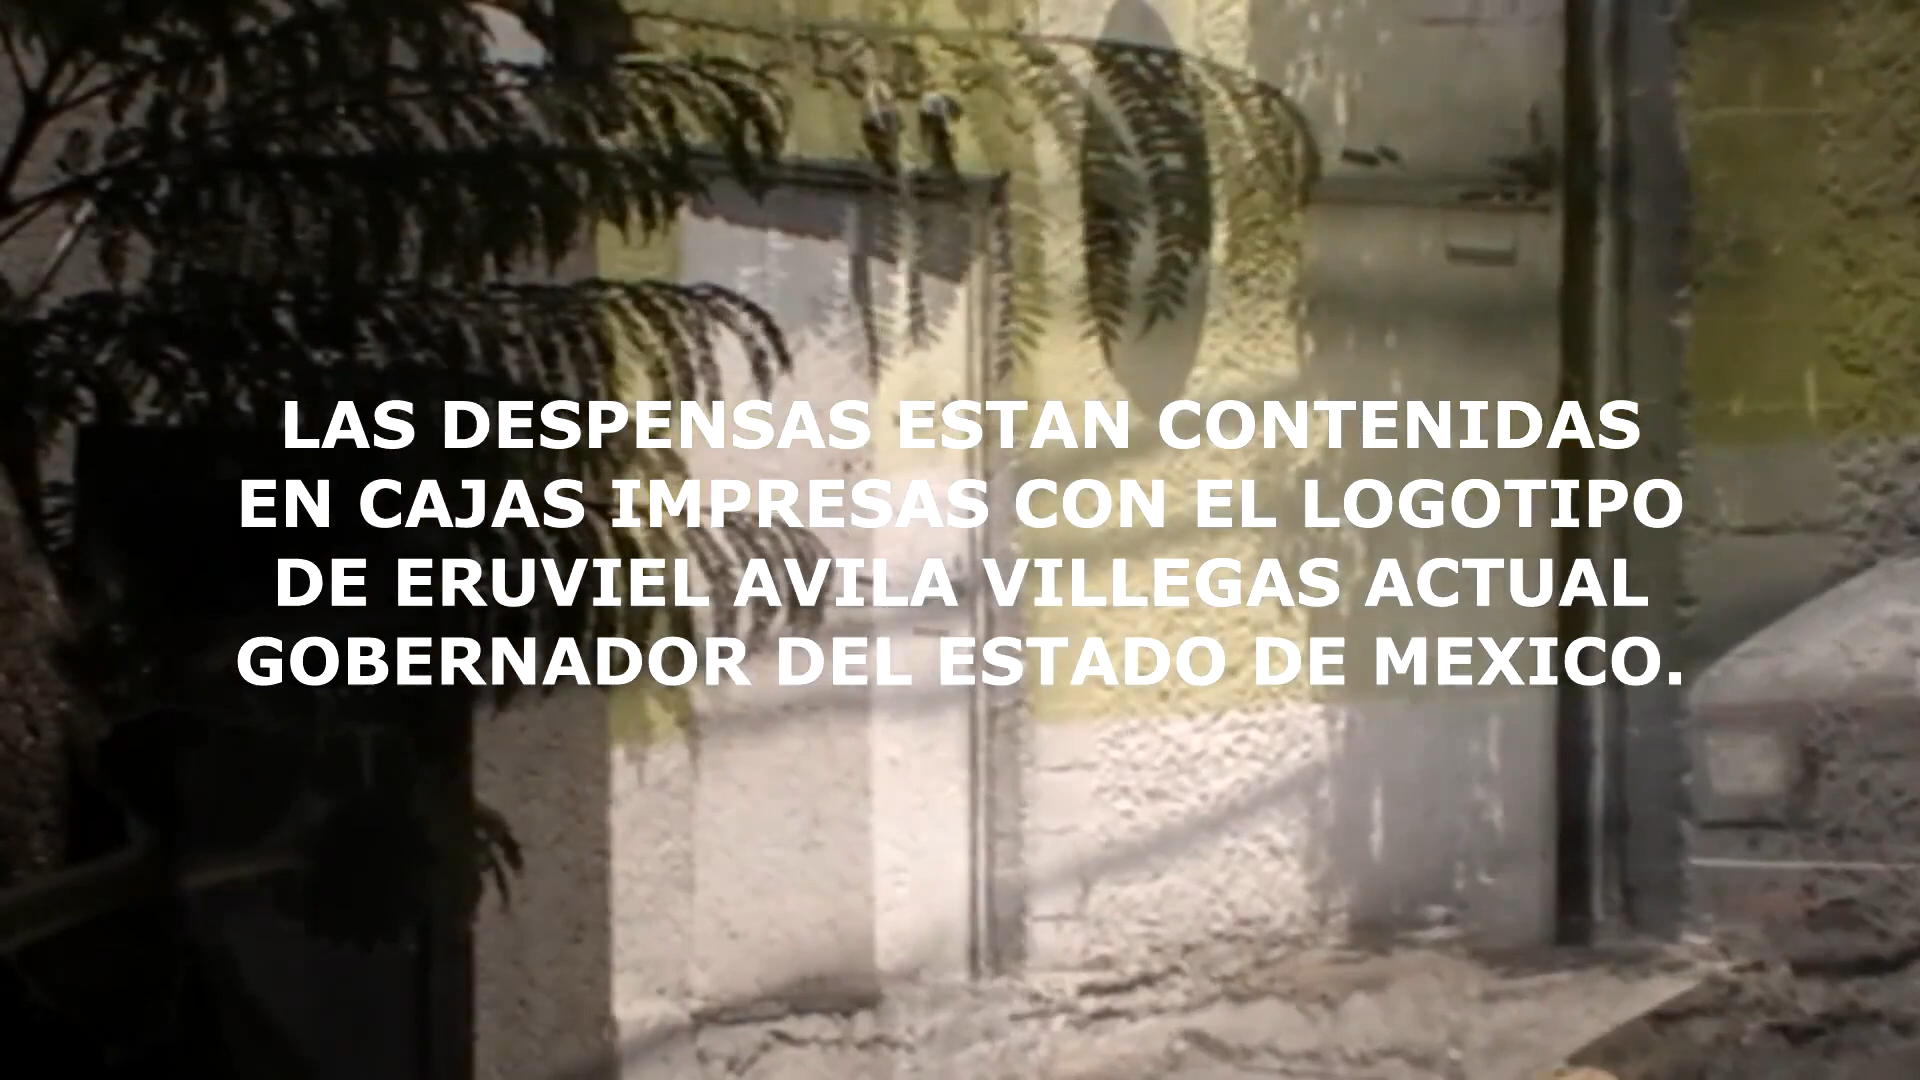 LAS DESPENSAS ESTAN CONTENIDAS
EN CAJAS IMPRESAS CON EL LOGOTIPO
DE ERUVIEL AVILA VILLEGAS ACTUAL
GOBERNADOR DEL ESTADO DE MEXICO.